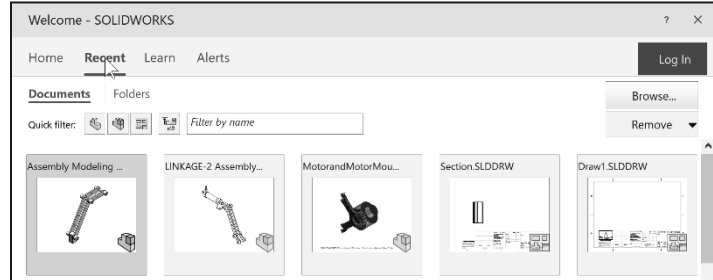 Welcome - SOLIDWORKS ? ×
Home Recent Learn Alerts Log In
Documents Folders Browse...
Quick filter: Filter by name Remove
Assembly Modeling ... LINKAGE-2 Assembly... MotorandMotorMou... Section.SLDDRW Draw1.SLDDRW